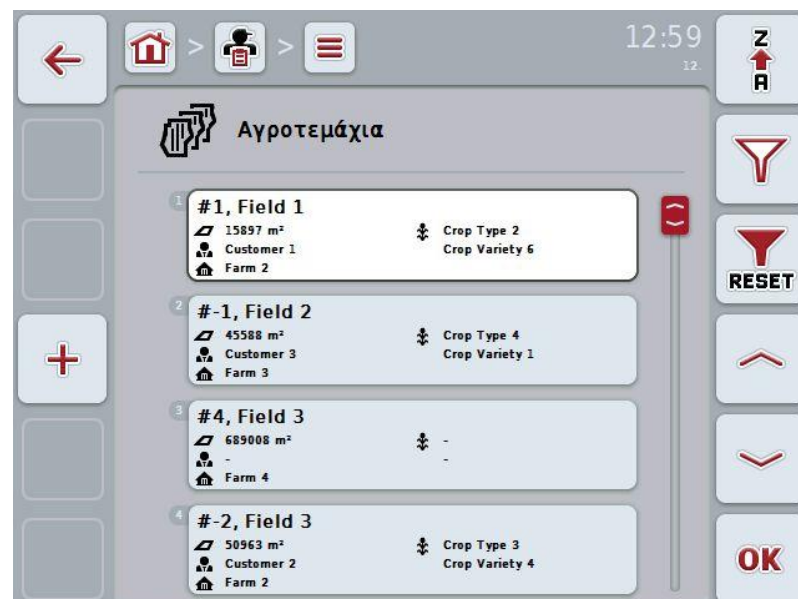 12:59
12.
Z
A
Αγροτεμάχια
1
#1, Field 1
15897 m²
Crop Type 2
Customer 1
Crop Variety 6
Farm 2
RESET
2
#-1, Field 2
45588 m²
Crop Type 4
Customer 3
Crop Variety 1
Farm 3
3
#4, Field 3
689008 m²
-
-
-
Farm 4
4
#-2, Field 3
50963 m²
Crop Type 3
Customer 2
Crop Variety 4
Farm 2
OK